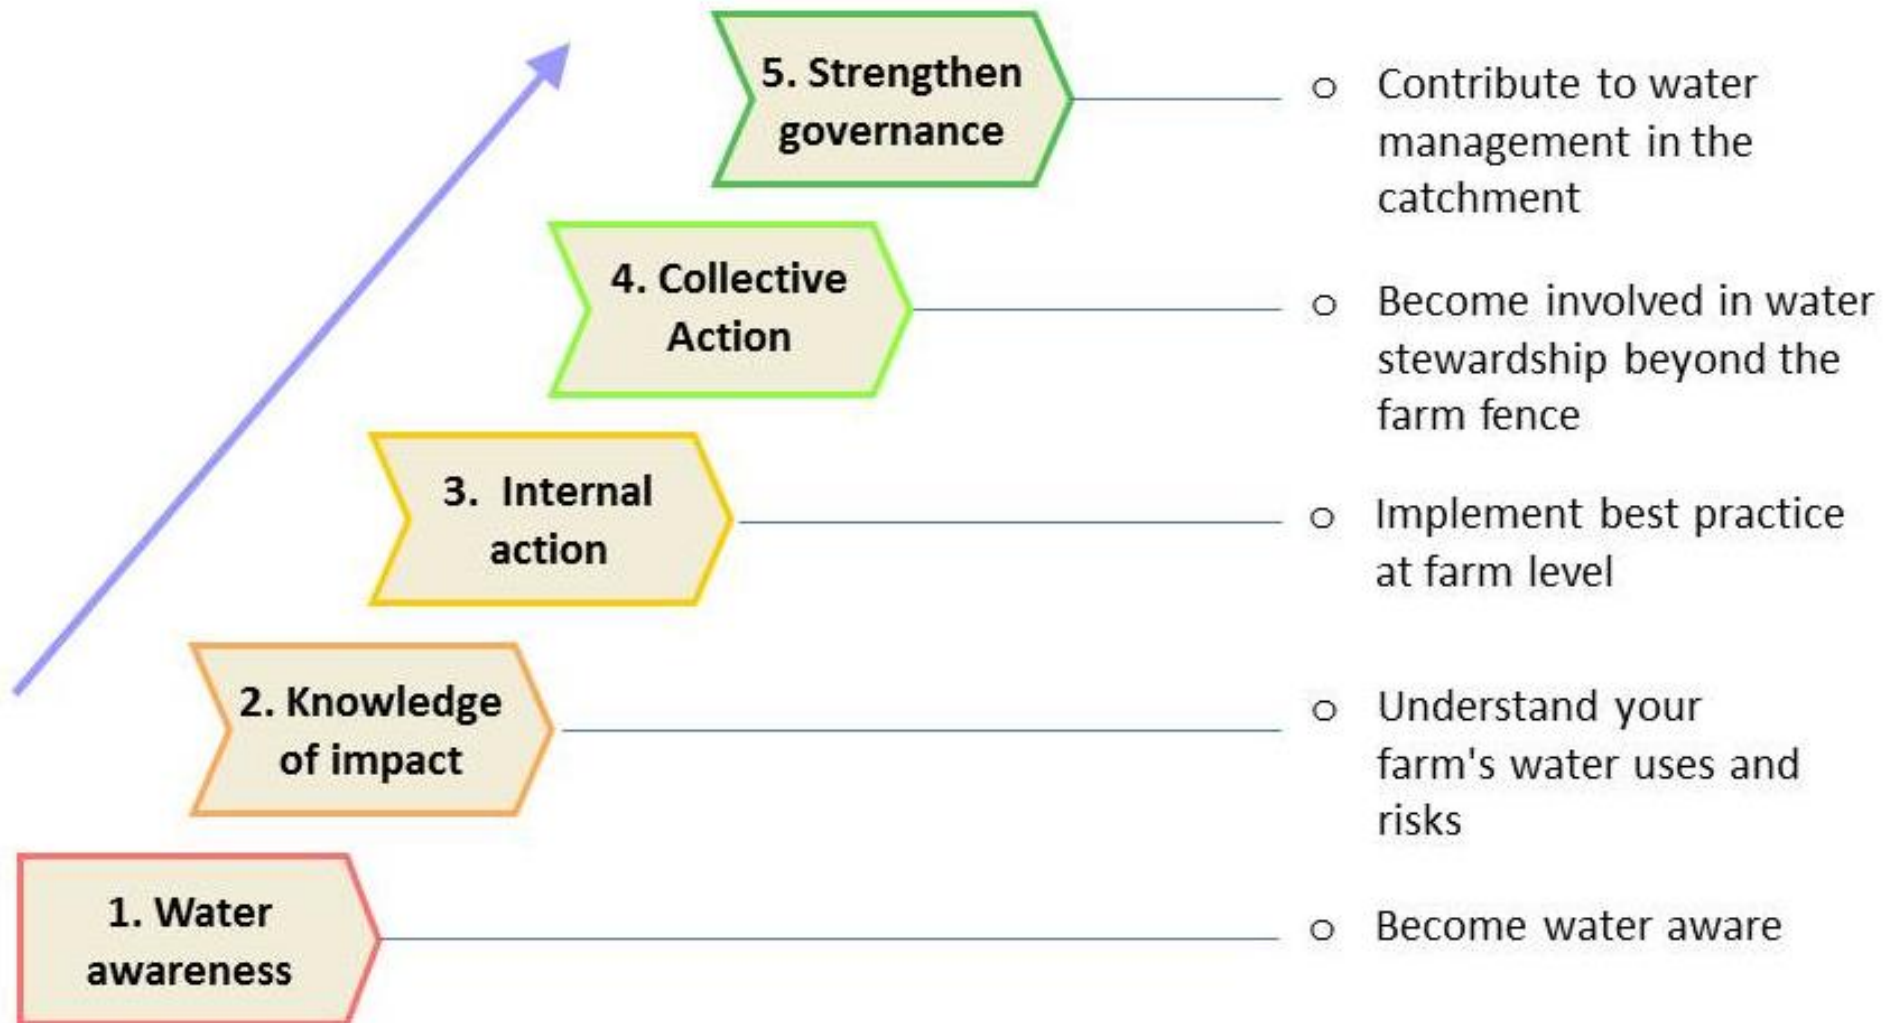 5. Strengthen
governance
○ Contribute to water
management in the
catchment
4. Collective
Action
○ Become involved in water
stewardship beyond the
farm fence
3. Internal
action
○ Implement best practice
at farm level
2. Knowledge
of impact
○ Understand your
farm's water uses and
risks
1. Water
awareness
○ Become water aware